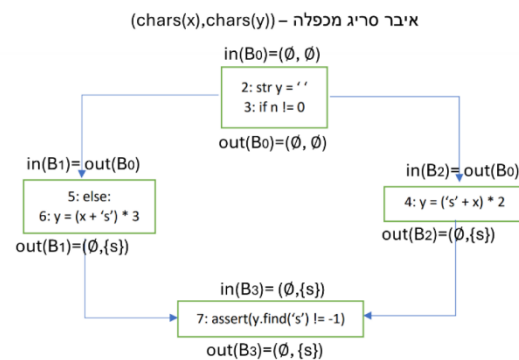 (chars(x),chars(y)) – איבר סריג מכפלה
in(B0)=(Ø, Ø)
2: str y = ‘ ‘
3: if n != 0
out(B0)=(Ø, Ø)
in(B1)= out(B0)
in(B2)= out(B0)
5: else:
6: y = (x + ‘s’) * 3
4: y = (‘s’ + x) * 2
out(B1)=(Ø,{s})
out(B2)=(Ø,{s})
in(B3)= (Ø,{s})
7: assert(y.find(‘s’) != -1)
out(B3)=(Ø, {s})